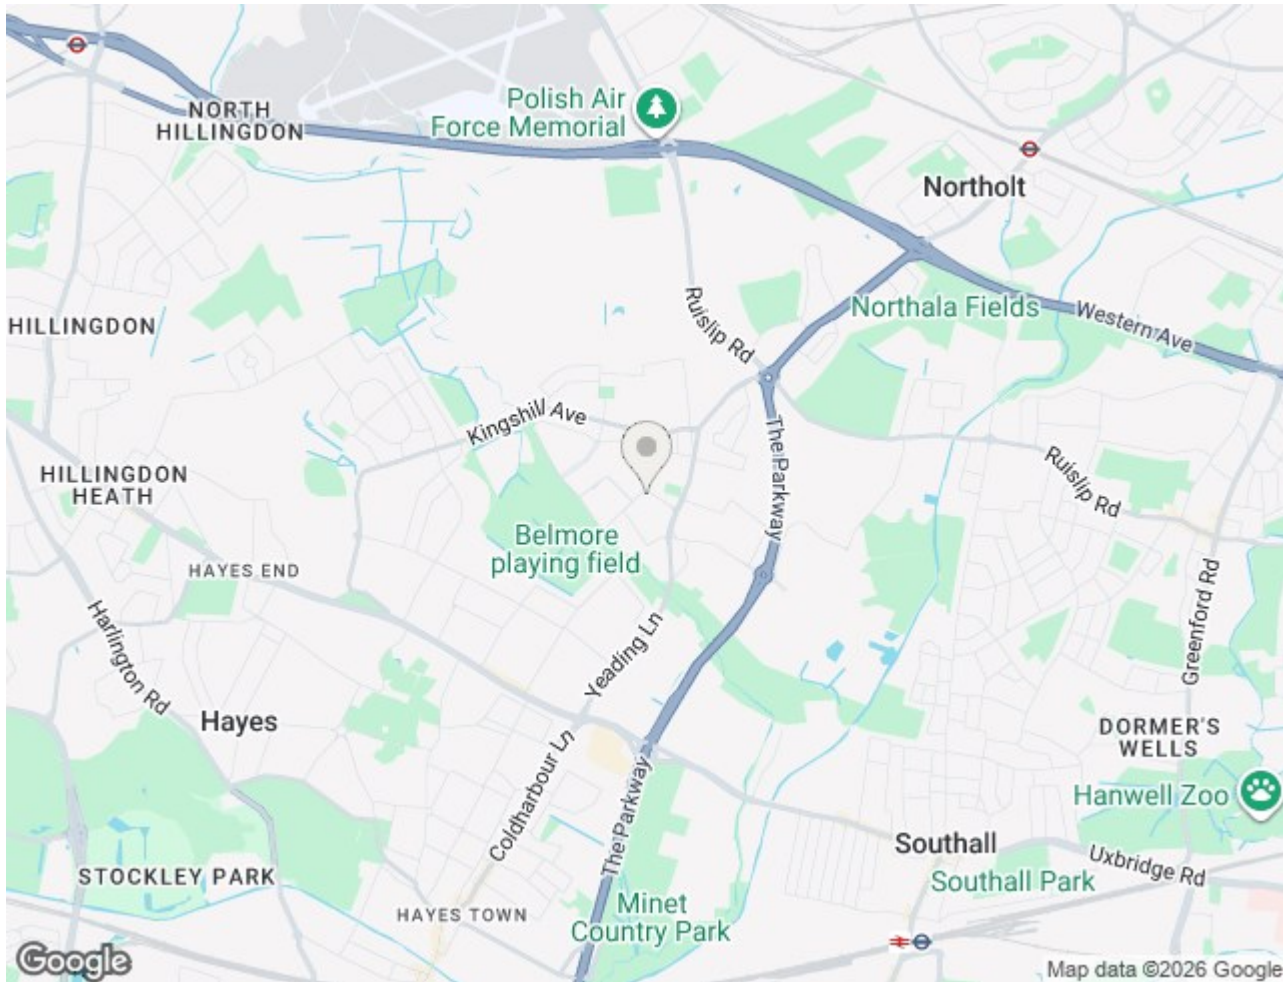 Polish Air
Force Memorial
NORTH
HILLINGDON
Northolt
Northala Fields
Western Ave
HILLINGDON
Ruislip Rd
Kingshill Ave
The Parkway
HILLINGDON
HEATH
Ruislip Rd
Belmore
playing field
HAYES END
Harlington Rd
Yeading Ln
Greenford Rd
Hayes
DORMER'S
WELLS
Coldharbour Ln
Hanwell Zoo
The Parkway
Southall
Uxbridge Rd
STOCKLEY PARK
Southall Park
HAYES TOWN
Minet
Country Park
Google
Map data ©2026 Google